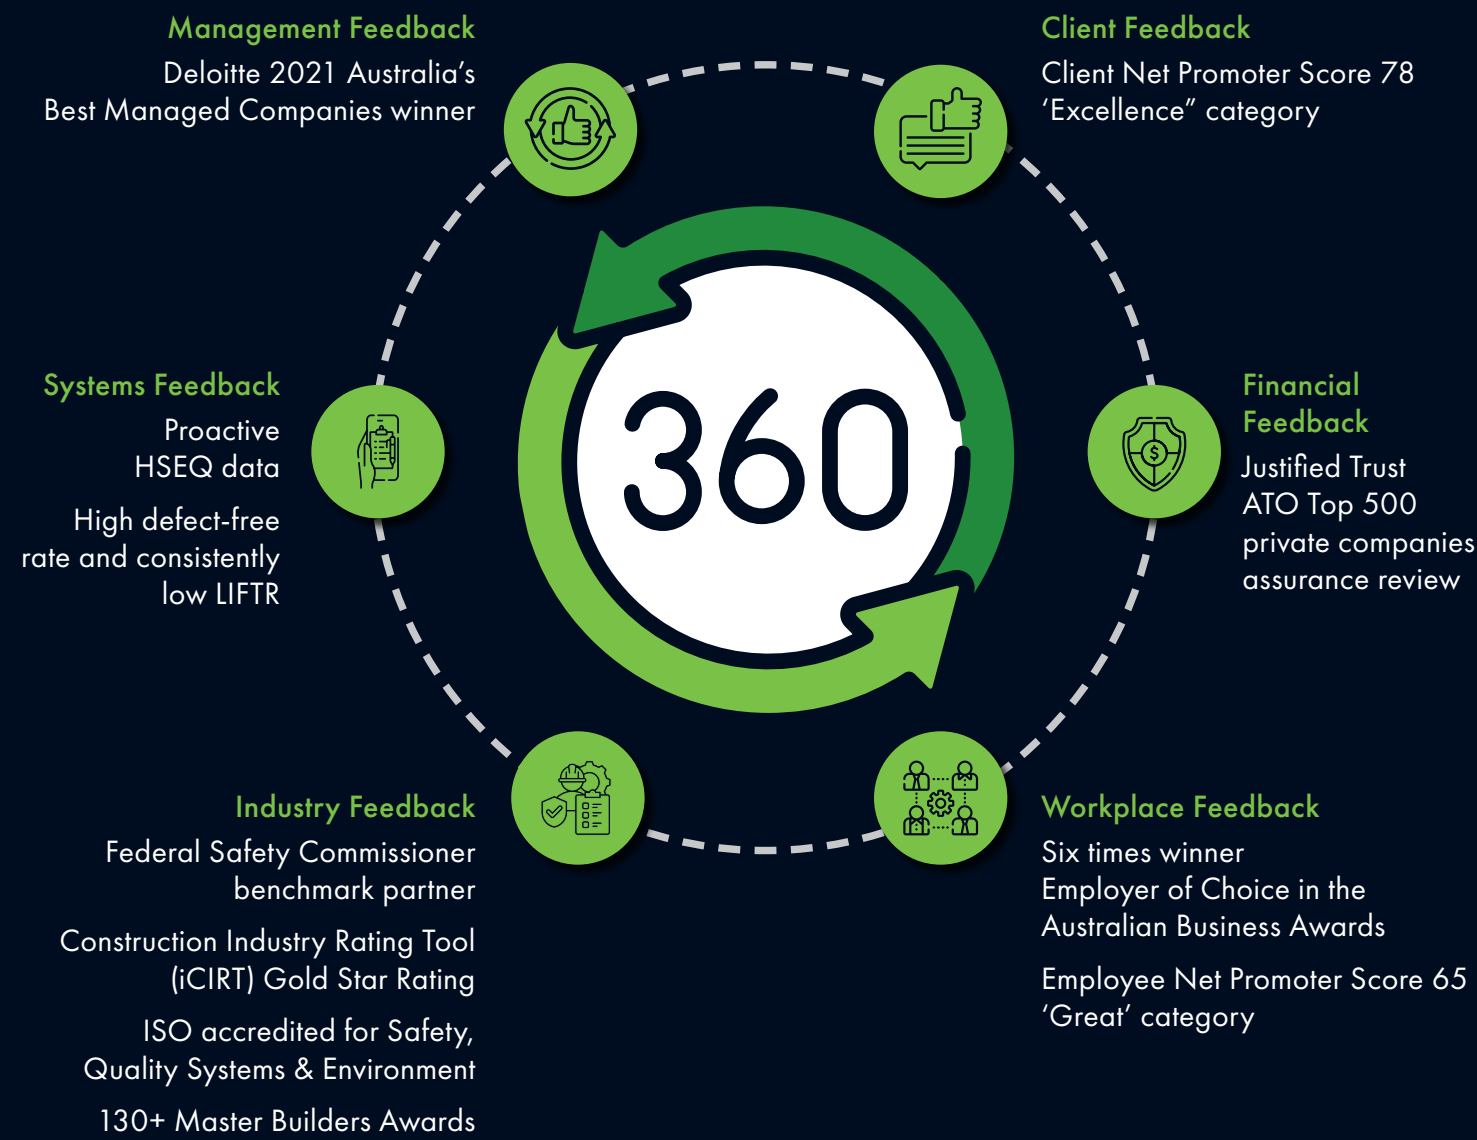 Management Feedback
Deloitte 2021 Australia’s
Best Managed Companies winner
Client Feedback
Client Net Promoter Score 78
‘Excellence” category
Systems Feedback
Proactive
HSEQ data
High defect-free
rate and consistently
low LIFTR
360
$
Financial
Feedback
Justified Trust
ATO Top 500
private companies
assurance review
Industry Feedback
Federal Safety Commissioner
benchmark partner
Construction Industry Rating Tool
(iCIRT) Gold Star Rating
ISO accredited for Safety,
Quality Systems & Environment
130+ Master Builders Awards
Workplace Feedback
Six times winner
Employer of Choice in the
Australian Business Awards
Employee Net Promoter Score 65
‘Great’ category